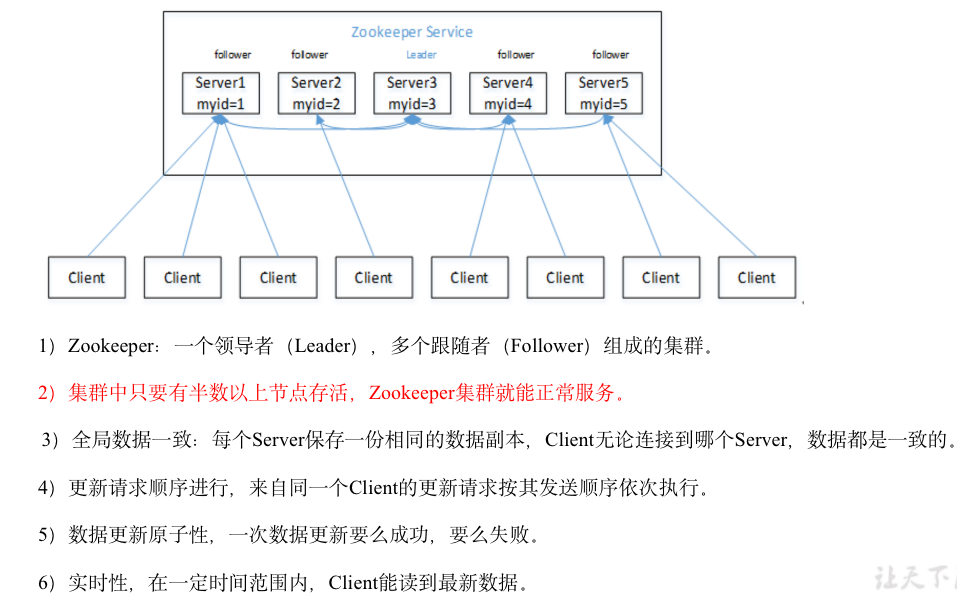 Zookeeper Service
follower follower Leader follower follower
Server1 Server2 Server3 Server4 Server5
myid=1 myid=2 myid=3 myid=4 myid=5
Client Client Client Client Client Client Client Client
1）Zookeeper：一个领导者（Leader），多个跟随者（Follower）组成的集群。
2）集群中只要有半数以上节点存活，Zookeeper集群就能正常服务。
3）全局数据一致：每个Server保存一份相同的数据副本，Client无论连接到哪个Server，数据都是一致的。
4）更新请求顺序进行，来自同一个Client的更新请求按其发送顺序依次执行。
5）数据更新原子性，一次数据更新要么成功，要么失败。
6）实时性，在一定时间范围内，Client能读到最新数据。
让天下